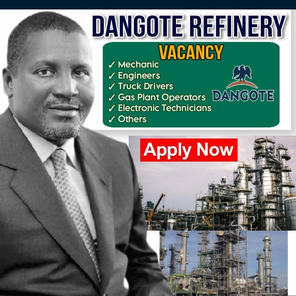 DANGOTE REFINERY
VACANCY
✓ Mechanic
✓ Engineers
✓ Truck Drivers
✓ Gas Plant Operators
✓ Electronic Technicians
✓ Others
DANGOTE
Apply Now